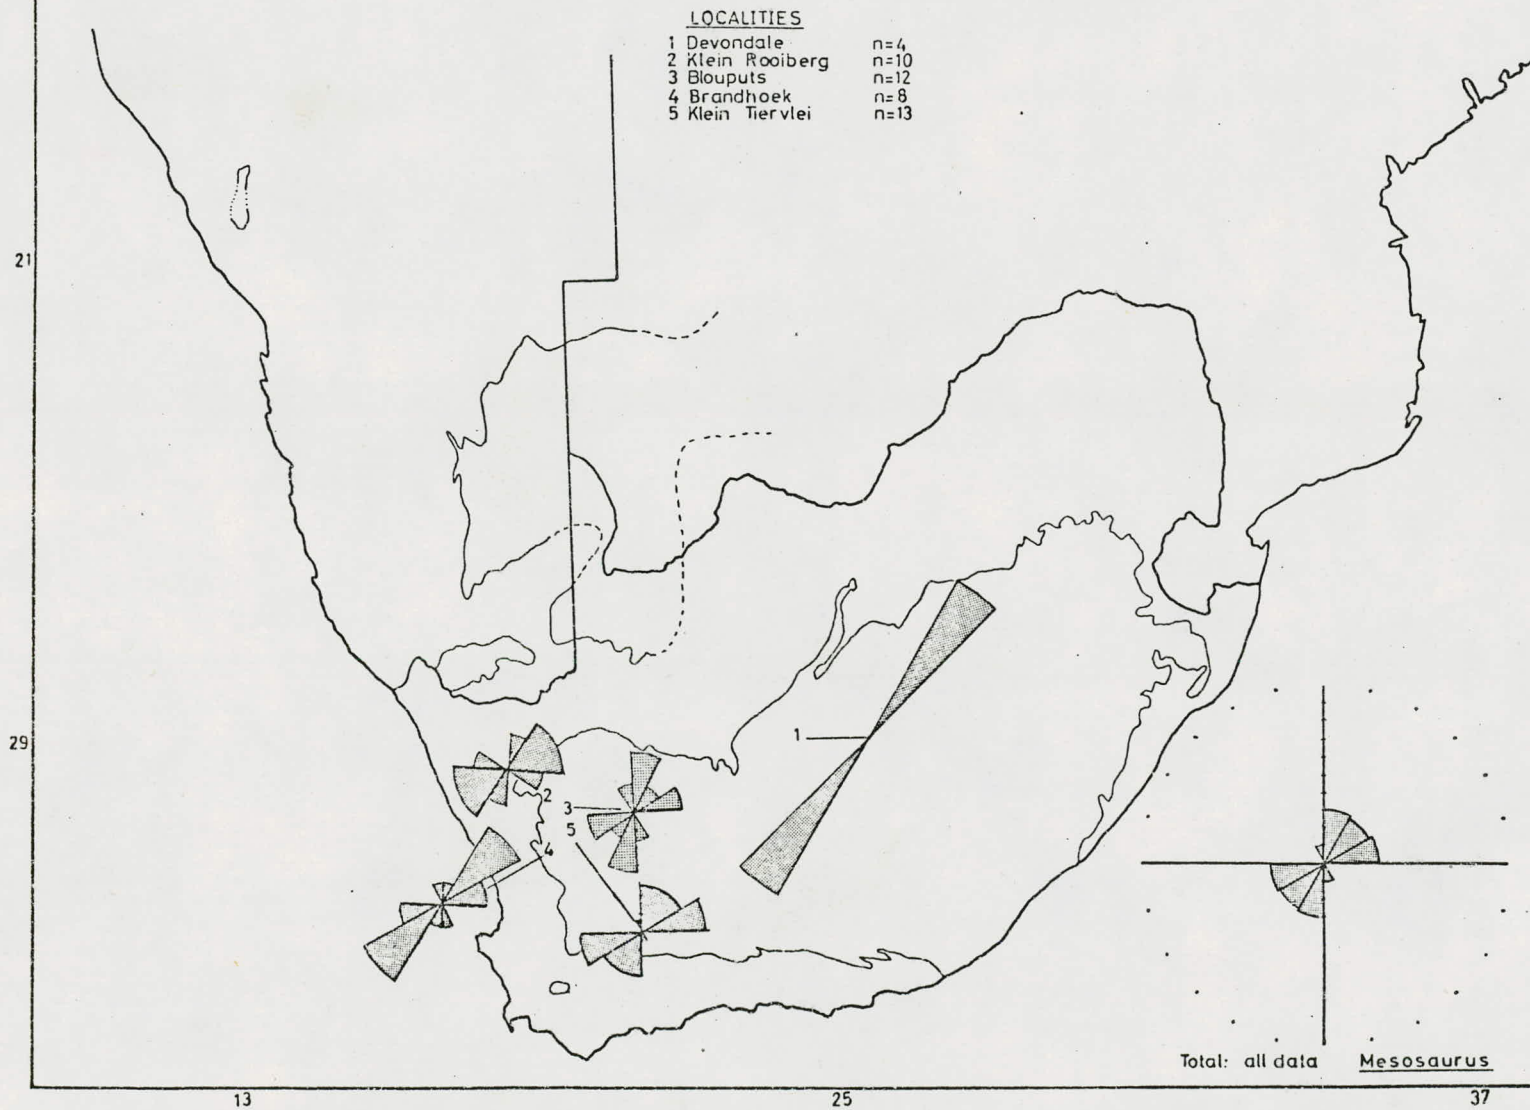 LOCALITIES
1 Devondale n=4
2 Klein Rooiberg n=10
3 Blouputs n=12
4 Brandhoek n=8
5 Klein Tiervlei n=13
21
29
1
2
3
5
4
Total: all data Mesosaurus
13 25 37